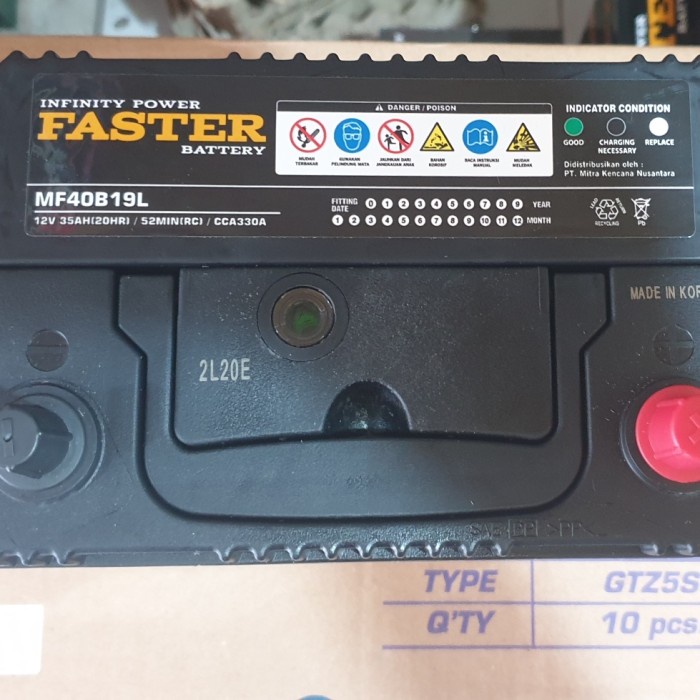 INFINITY POWER
FASTER
BATTERY
DANGER / POISON
MUDAH TERBAKAR
GUNAKAN PELINDUNG MATA
JAUHKAN DARI JANGKAUAN ANAK
BAHAN KOROSIF
BACA INSTRUKSI MANUAL
MUDAH MELEDAK
INDICATOR CONDITION
GOOD
CHARGING NECESSARY
REPLACE
Didistribusikan oleh :
PT. Mitra Kencana Nusantara
MF40B19L
12V 35AH(20HR) / 52MIN(RC) / CCA330A
FITTING DATE
0 1 2 3 4 5 6 7 8 9 YEAR
1 2 3 4 5 6 7 8 9 10 11 12 MONTH
LEAD
RETURN
RECYCLING
Pb
MADE IN KOR
2L20E
>PP<
TYPE GTZ5S
Q'TY 10 pcs